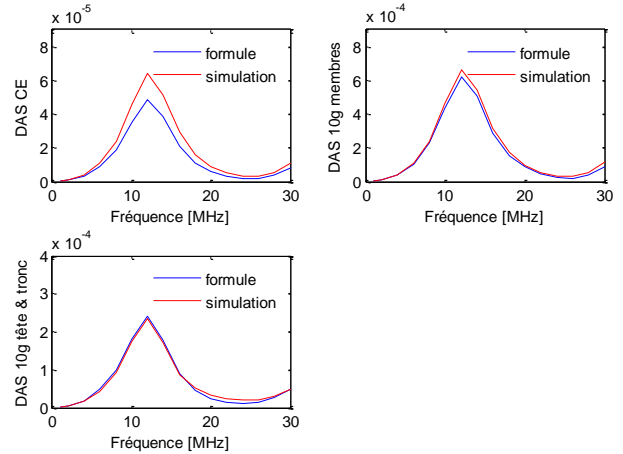 x 10⁻⁵
8
6
4
2
0
0 10 20 30
DAS CE
Fréquence [MHz]
formule
simulation
x 10⁻⁴
8
6
4
2
0
0 10 20 30
DAS 10g membres
Fréquence [MHz]
formule
simulation
x 10⁻⁴
4
3
2
1
0
0 10 20 30
DAS 10g tête & tronc
Fréquence [MHz]
formule
simulation